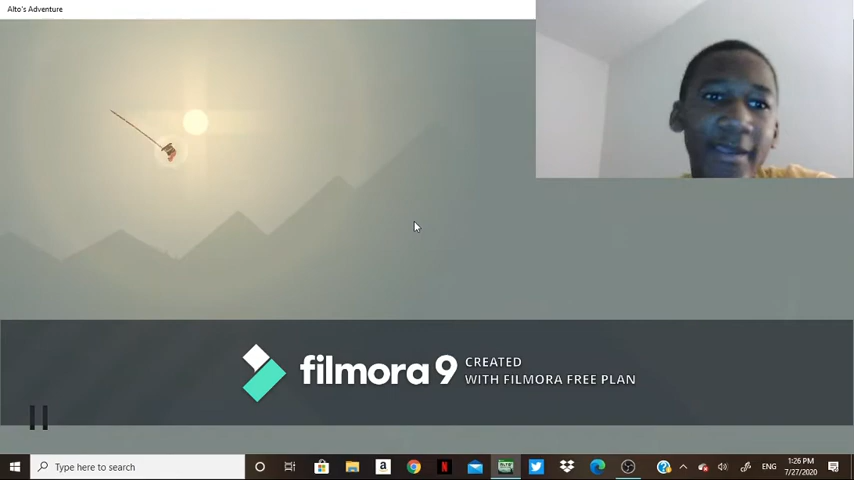 Alto's Adventure
filmora 9 CREATED
WITH FILMORA FREE PLAN
Type here to search
ENG
1:26 PM
7/27/2020